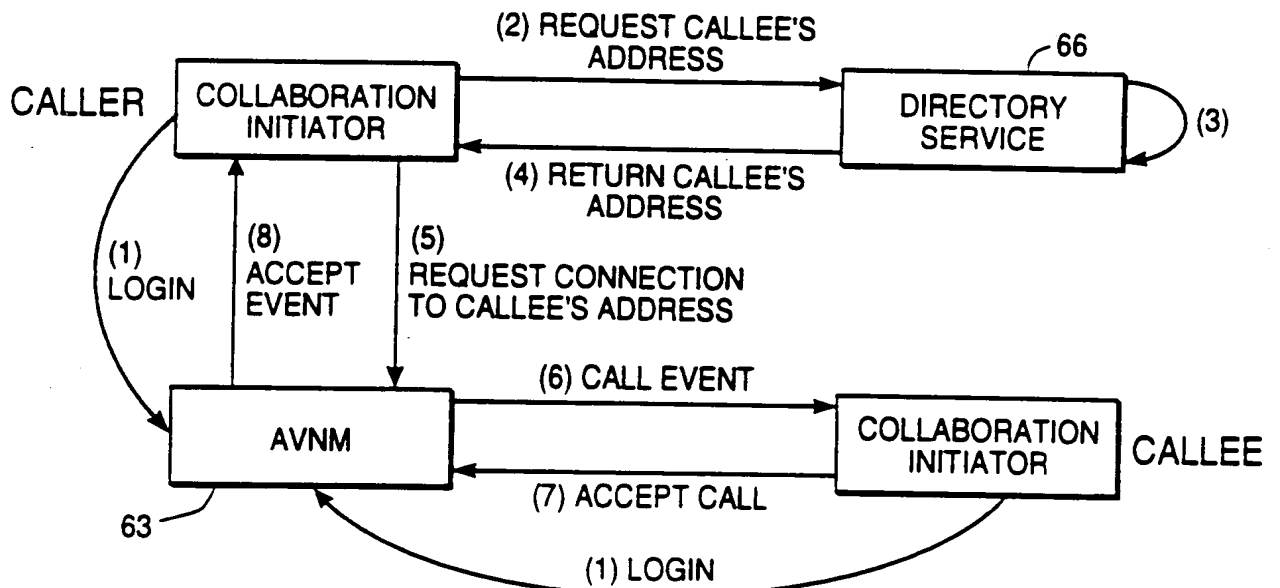 (2) REQUEST CALLEE'S
ADDRESS
66
CALLER
COLLABORATION
INITIATOR
DIRECTORY
SERVICE
(3)
(4) RETURN CALLEE'S
ADDRESS
(1)
LOGIN
(8)
ACCEPT
EVENT
(5)
REQUEST CONNECTION
TO CALLEE'S ADDRESS
(6) CALL EVENT
AVNM
COLLABORATION
INITIATOR
CALLEE
(7) ACCEPT CALL
63
(1) LOGIN